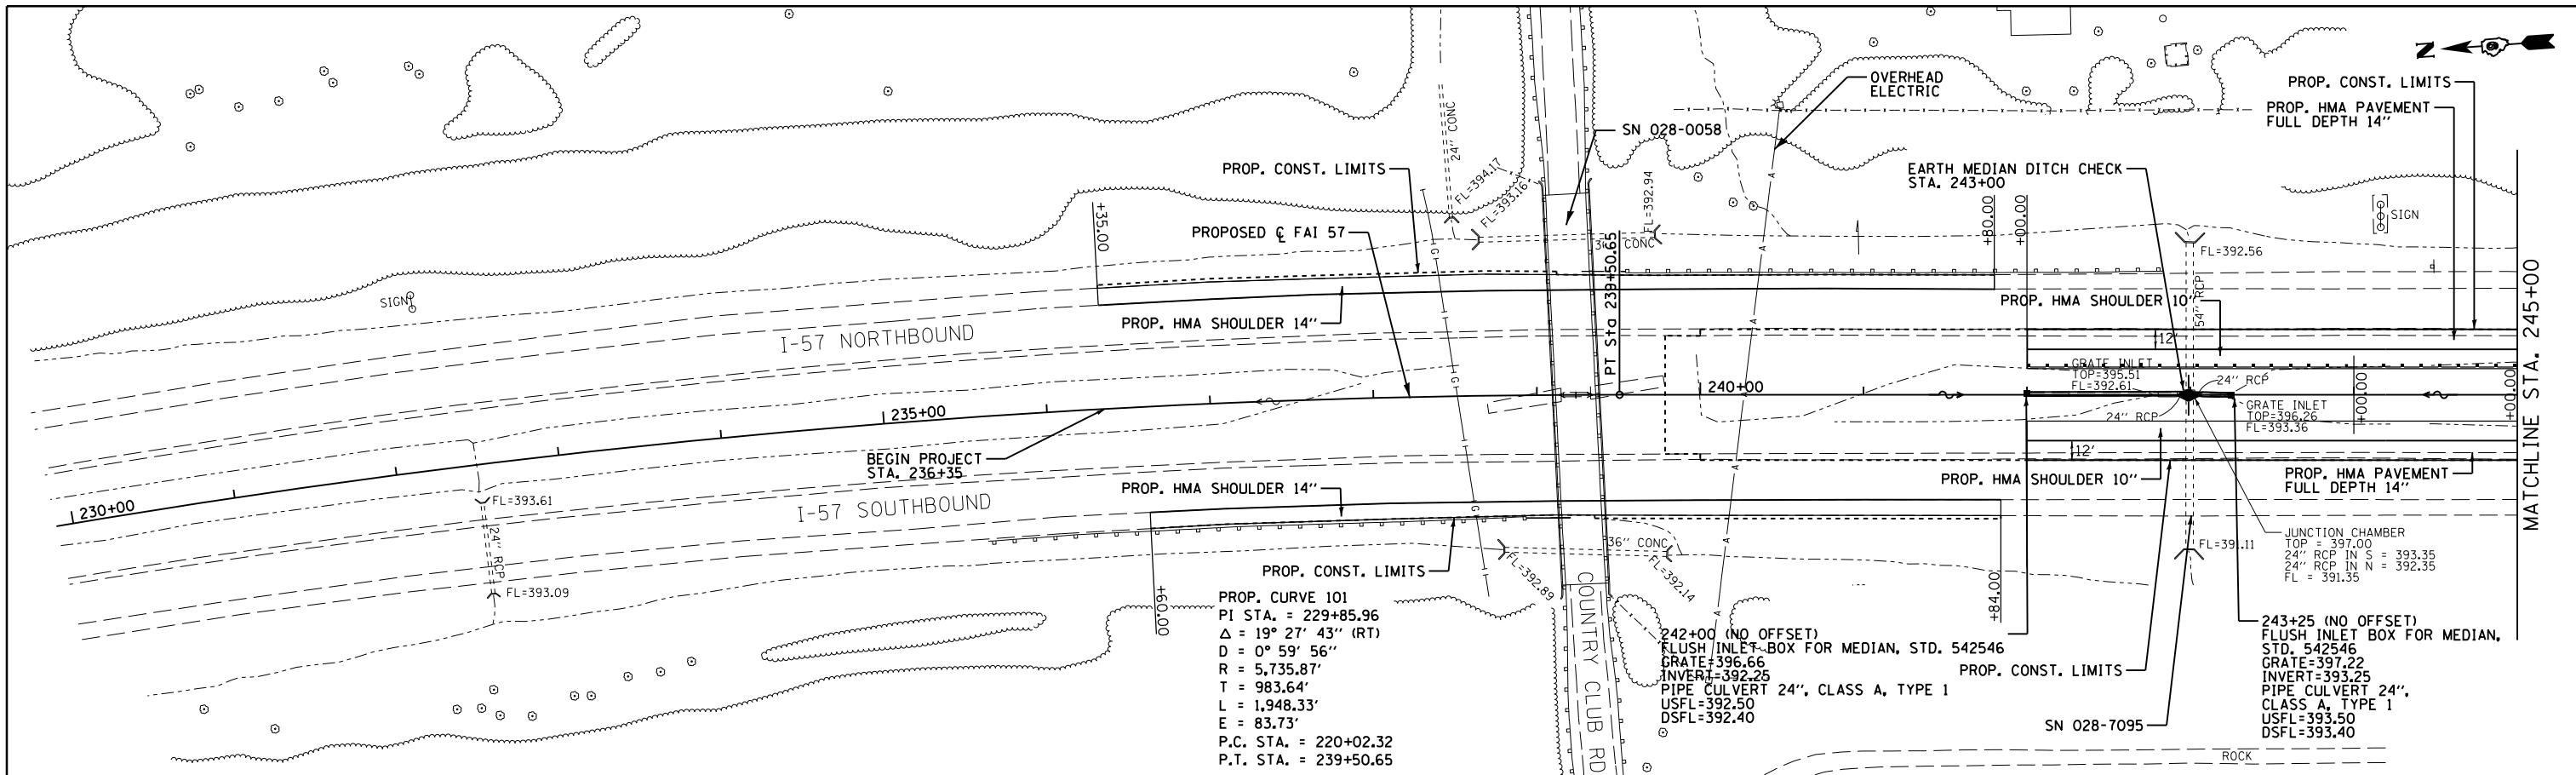 N
PROP. CONST. LIMITS
PROP. HMA PAVEMENT
FULL DEPTH 14"
OVERHEAD
ELECTRIC
SN 028-0058
24" CONC
PROP. CONST. LIMITS
FL=394.17
FL=393.16
FL=392.94
EARTH MEDIAN DITCH CHECK
STA. 243+00
+35.00
PROPOSED ℄ FAI 57
36" CONC
PT Sta 239+50.65
+80.00
+00.00
SIGN
FL=392.56
SIGN
PROP. HMA SHOULDER 14"
PROP. HMA SHOULDER 10"
54" RCP
I-57 NORTHBOUND
12'
GRATE INLET
TOP=395.51
FL=392.61
24" RCP
240+00
235+00
24" RCP
GRATE INLET
TOP=396.26
FL=393.36
+00.00
+00.00
MATCHLINE STA. 245+00
BEGIN PROJECT
STA. 236+35
12'
PROP. HMA SHOULDER 14"
PROP. HMA SHOULDER 10"
PROP. HMA PAVEMENT
FULL DEPTH 14"
230+00
FL=393.61
I-57 SOUTHBOUND
24" RCP
FL=393.09
36" CONC
FL=392.89
FL=392.14
FL=391.11
JUNCTION CHAMBER
TOP = 397.00
24" RCP IN S = 393.35
24" RCP IN N = 392.35
FL = 391.35
PROP. CONST. LIMITS
+60.00
+84.00
COUNTRY CLUB RD
PROP. CURVE 101
PI STA. = 229+85.96
Δ = 19° 27' 43" (RT)
D = 0° 59' 56"
R = 5,735.87'
T = 983.64'
L = 1,948.33'
E = 83.73'
P.C. STA. = 220+02.32
P.T. STA. = 239+50.65
242+00 (NO OFFSET)
FLUSH INLET BOX FOR MEDIAN, STD. 542546
GRATE=396.66
INVERT=392.25
PIPE CULVERT 24", CLASS A, TYPE 1
USFL=392.50
DSFL=392.40
PROP. CONST. LIMITS
SN 028-7095
243+25 (NO OFFSET)
FLUSH INLET BOX FOR MEDIAN,
STD. 542546
GRATE=397.22
INVERT=393.25
PIPE CULVERT 24",
CLASS A, TYPE 1
USFL=393.50
DSFL=393.40
ROCK